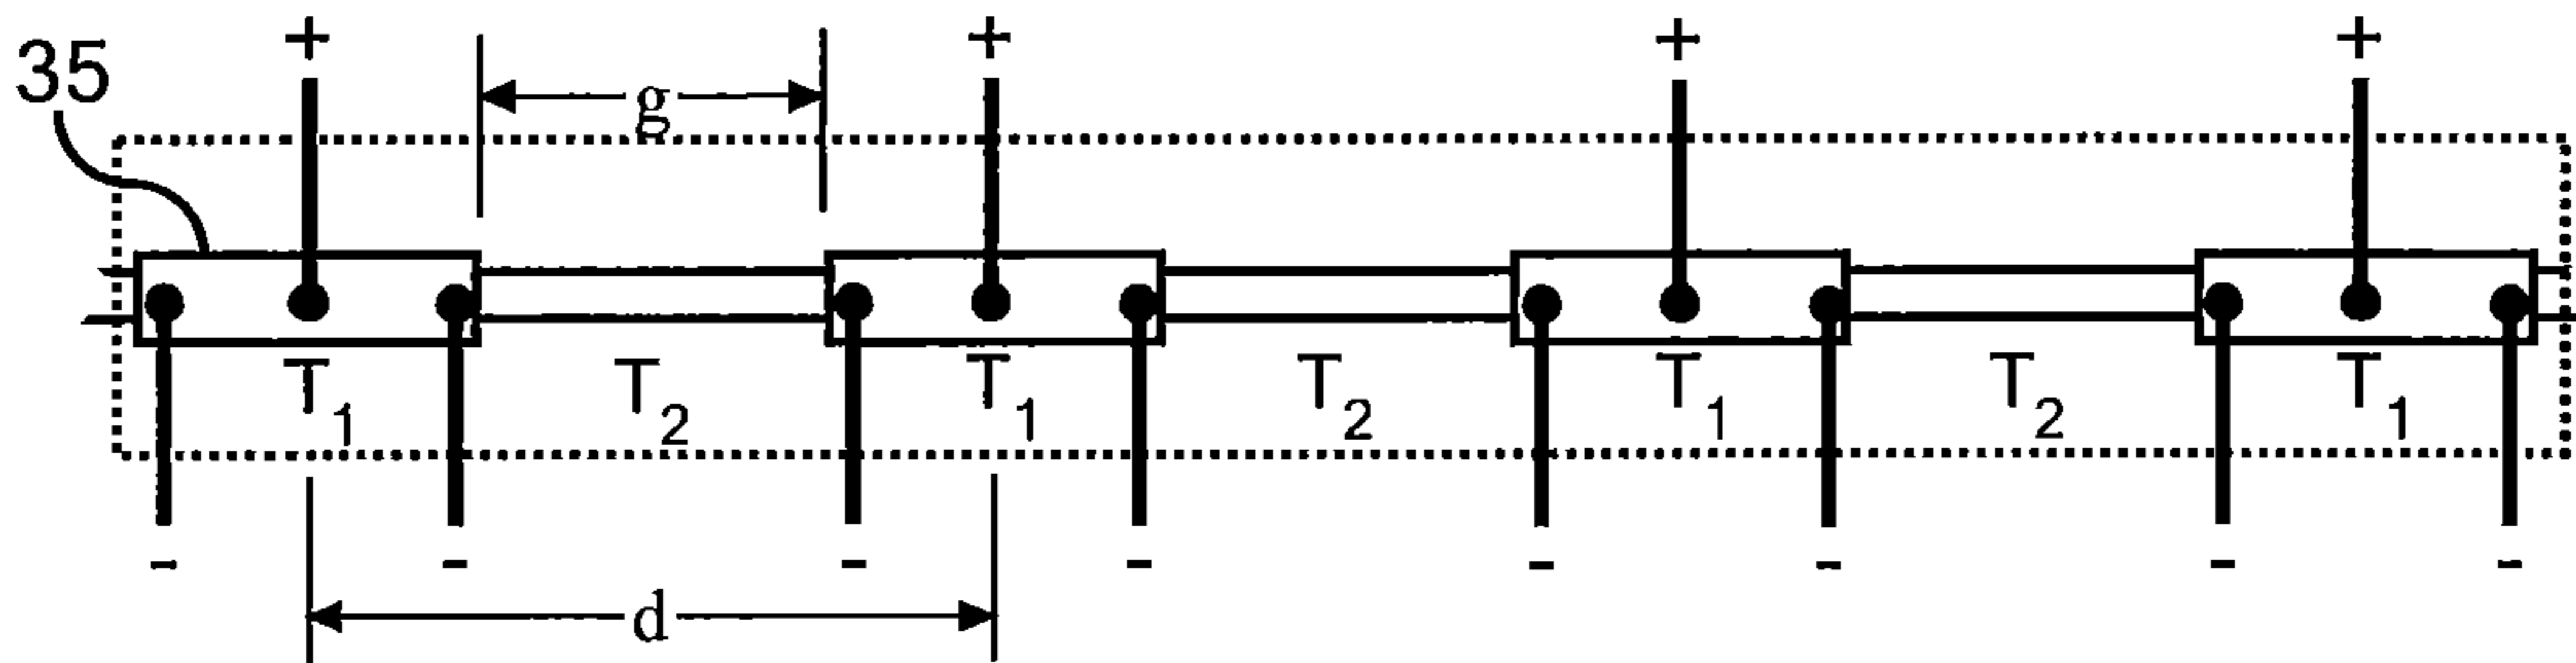 + + + +
35
g
T1 T2 T1 T2 T1 T2 T1
- - - - - - - -
d